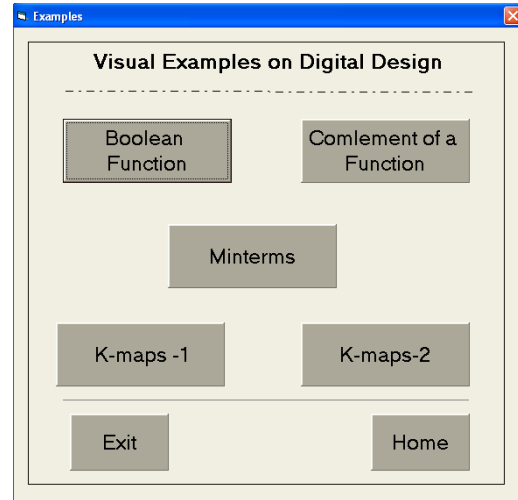 Examples
Visual Examples on Digital Design
Boolean
Function
Comlement of a
Function
Minterms
K-maps -1
K-maps-2
Exit
Home